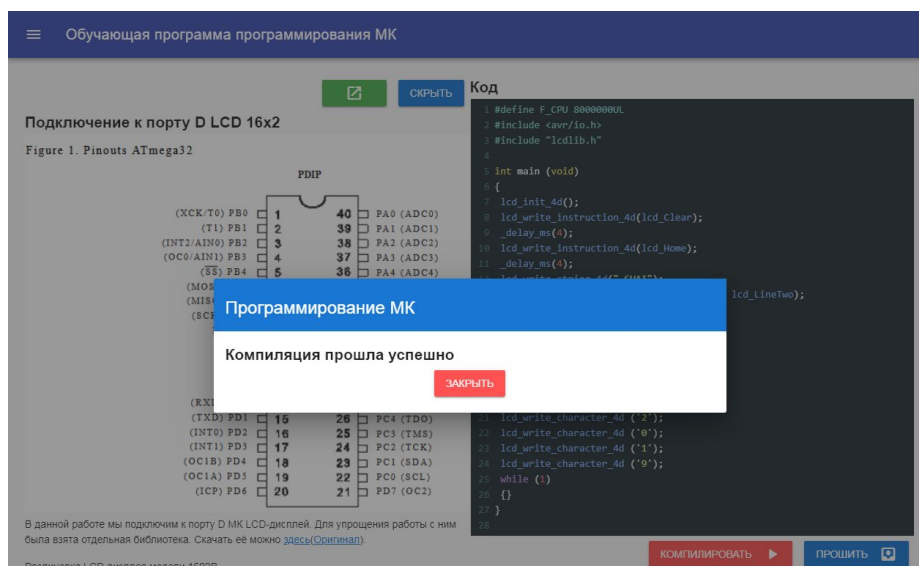 Обучающая программа программирования МК
СКРЫТЬ
Подключение к порту D LCD 16x2
Figure 1. Pinouts ATmega32
PDIP
(XCK/T0) PB0 1 40 PA0 (ADC0)
(T1) PB1 2 39 PA1 (ADC1)
(INT2/AIN0) PB2 3 38 PA2 (ADC2)
(OC0/AIN1) PB3 4 37 PA3 (ADC3)
(SS) PB4 5 36 PA4 (ADC4)
(MOS
(MIS
(SC
(RX
(TXD) PD1 15 26 PC4 (TDO)
(INT0) PD2 16 25 PC3 (TMS)
(INT1) PD3 17 24 PC2 (TCK)
(OC1B) PD4 18 23 PC1 (SDA)
(OC1A) PD5 19 22 PC0 (SCL)
(ICP) PD6 20 21 PD7 (OC2)
В данной работе мы подключим к порту D МК LCD-дисплей. Для упрощения работы с ним
была взята отдельная библиотека. Скачать её можно здесь(Оригинал).
Код
1 #define F_CPU 8000000UL
2 #include <avr/io.h>
3 #include "lcdlib.h"
4
5 int main (void)
6 {
7 lcd_init_4d();
8 lcd_write_instruction_4d(lcd_Clear);
9 _delay_ms(4);
10 lcd_write_instruction_4d(lcd_Home);
11 _delay_ms(4);
lcd_LineTwo);
21 lcd_write_character_4d ('2');
22 lcd_write_character_4d ('0');
23 lcd_write_character_4d ('1');
24 lcd_write_character_4d ('9');
25 while (1)
26 {}
27 }
28
КОМПИЛИРОВАТЬ
ПРОШИТЬ
Программирование МК
Компиляция прошла успешно
ЗАКРЫТЬ